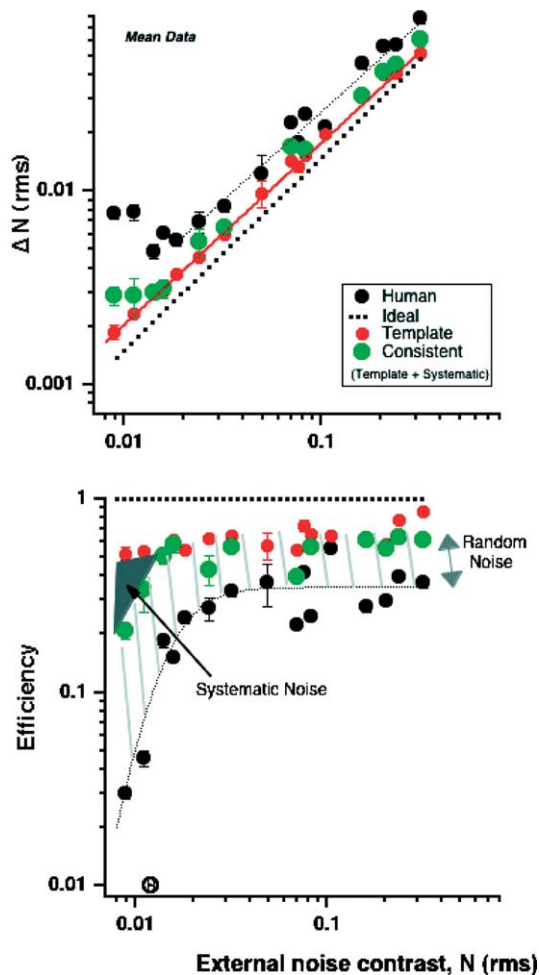 Mean Data
Δ N (rms)
0.01
0.001
Human
Ideal
Template
Consistent
(Template + Systematic)
0.01
0.1
1
Random
Noise
Efficiency
0.1
Systematic Noise
0.01
0.01
0.1
External noise contrast, N (rms)